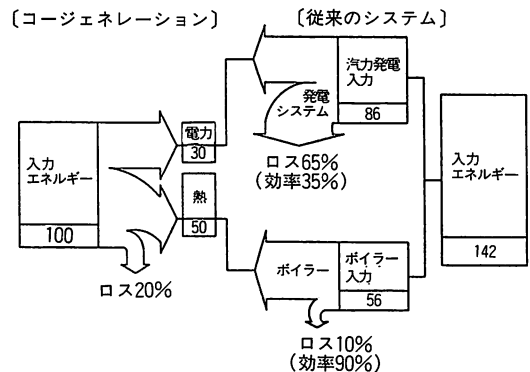 〔コージェネレーション〕
〔従来のシステム〕
入力
エネルギー
100
ロス20%
電力
30
熱
50
発電
システム
汽力発電
入力
86
ロス65%
(効率35%)
ボイラー
ボイラー
入力
56
ロス10%
(効率90%)
入力
エネルギー
142